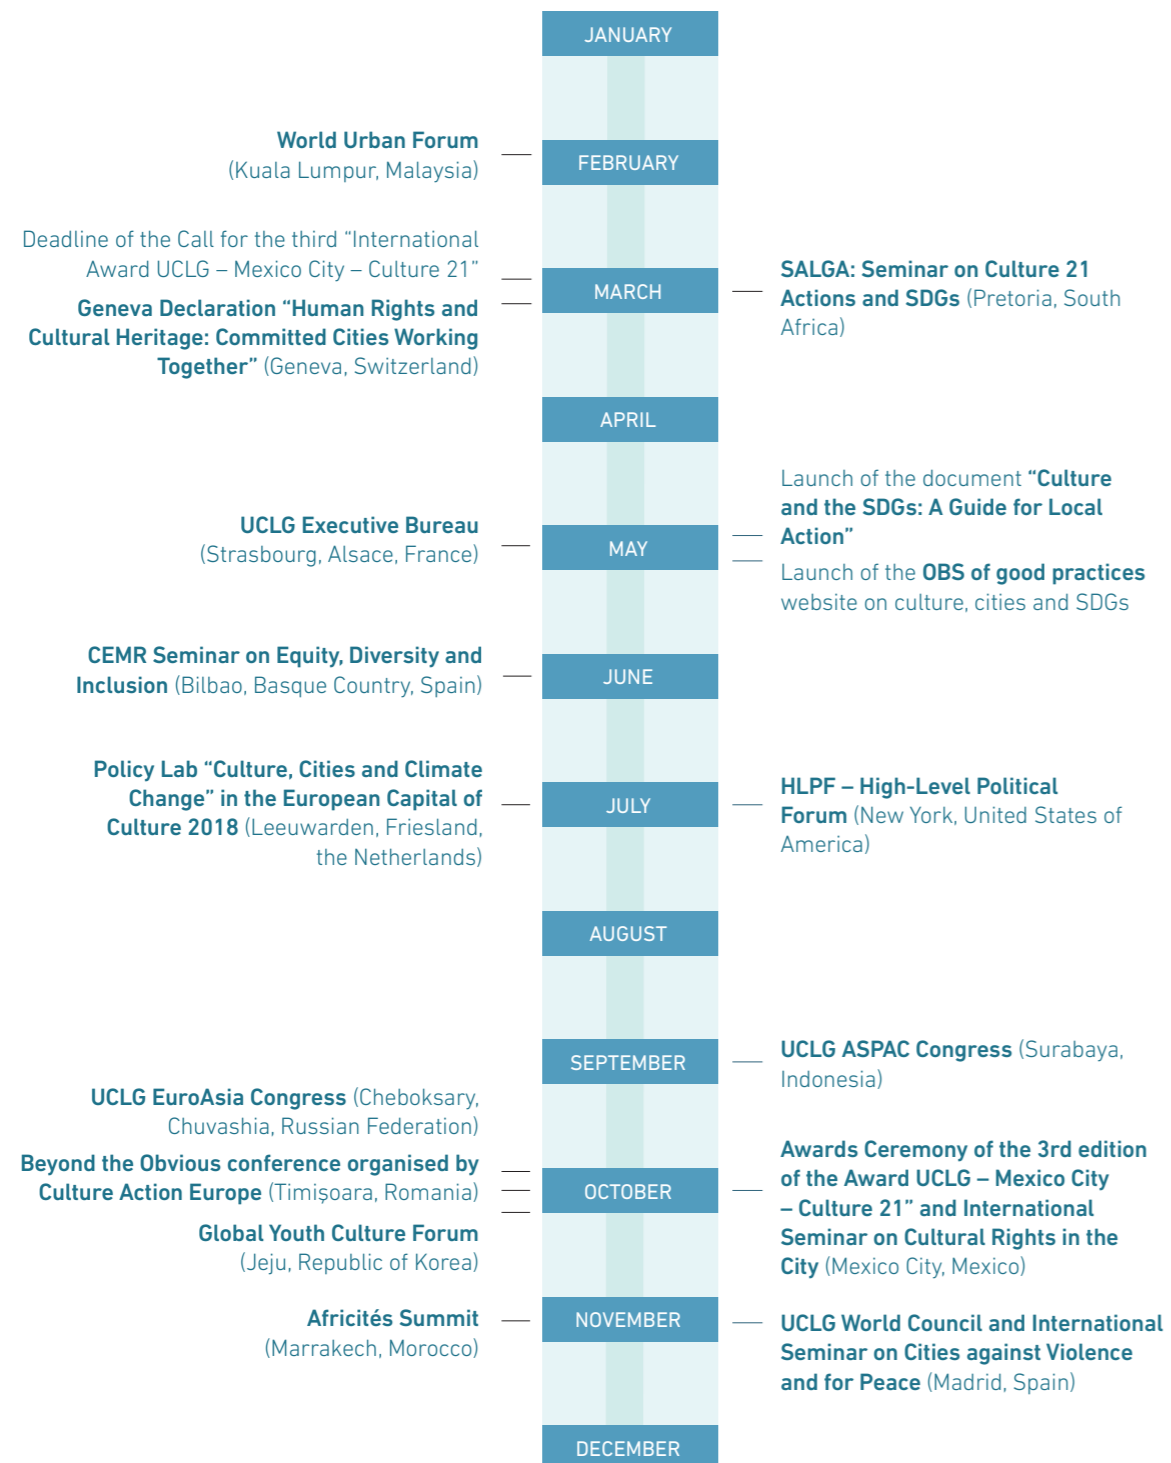 JANUARY
World Urban Forum
(Kuala Lumpur, Malaysia)
FEBRUARY
Deadline of the Call for the third “International
Award UCLG – Mexico City – Culture 21”
Geneva Declaration “Human Rights and
Cultural Heritage: Committed Cities Working
Together” (Geneva, Switzerland)
MARCH
SALGA: Seminar on Culture 21
Actions and SDGs (Pretoria, South
Africa)
APRIL
UCLG Executive Bureau
(Strasbourg, Alsace, France)
MAY
Launch of the document “Culture
and the SDGs: A Guide for Local
Action”
Launch of the OBS of good practices
website on culture, cities and SDGs
CEMR Seminar on Equity, Diversity and
Inclusion (Bilbao, Basque Country, Spain)
JUNE
Policy Lab “Culture, Cities and Climate
Change” in the European Capital of
Culture 2018 (Leeuwarden, Friesland,
the Netherlands)
JULY
HLPF – High-Level Political
Forum (New York, United States of
America)
AUGUST
SEPTEMBER
UCLG ASPAC Congress (Surabaya,
Indonesia)
UCLG EuroAsia Congress (Cheboksary,
Chuvashia, Russian Federation)
Beyond the Obvious conference organised by
Culture Action Europe (Timişoara, Romania)
Global Youth Culture Forum
(Jeju, Republic of Korea)
OCTOBER
Awards Ceremony of the 3rd edition
of the Award UCLG – Mexico City
– Culture 21” and International
Seminar on Cultural Rights in the
City (Mexico City, Mexico)
Africités Summit
(Marrakech, Morocco)
NOVEMBER
UCLG World Council and International
Seminar on Cities against Violence
and for Peace (Madrid, Spain)
DECEMBER